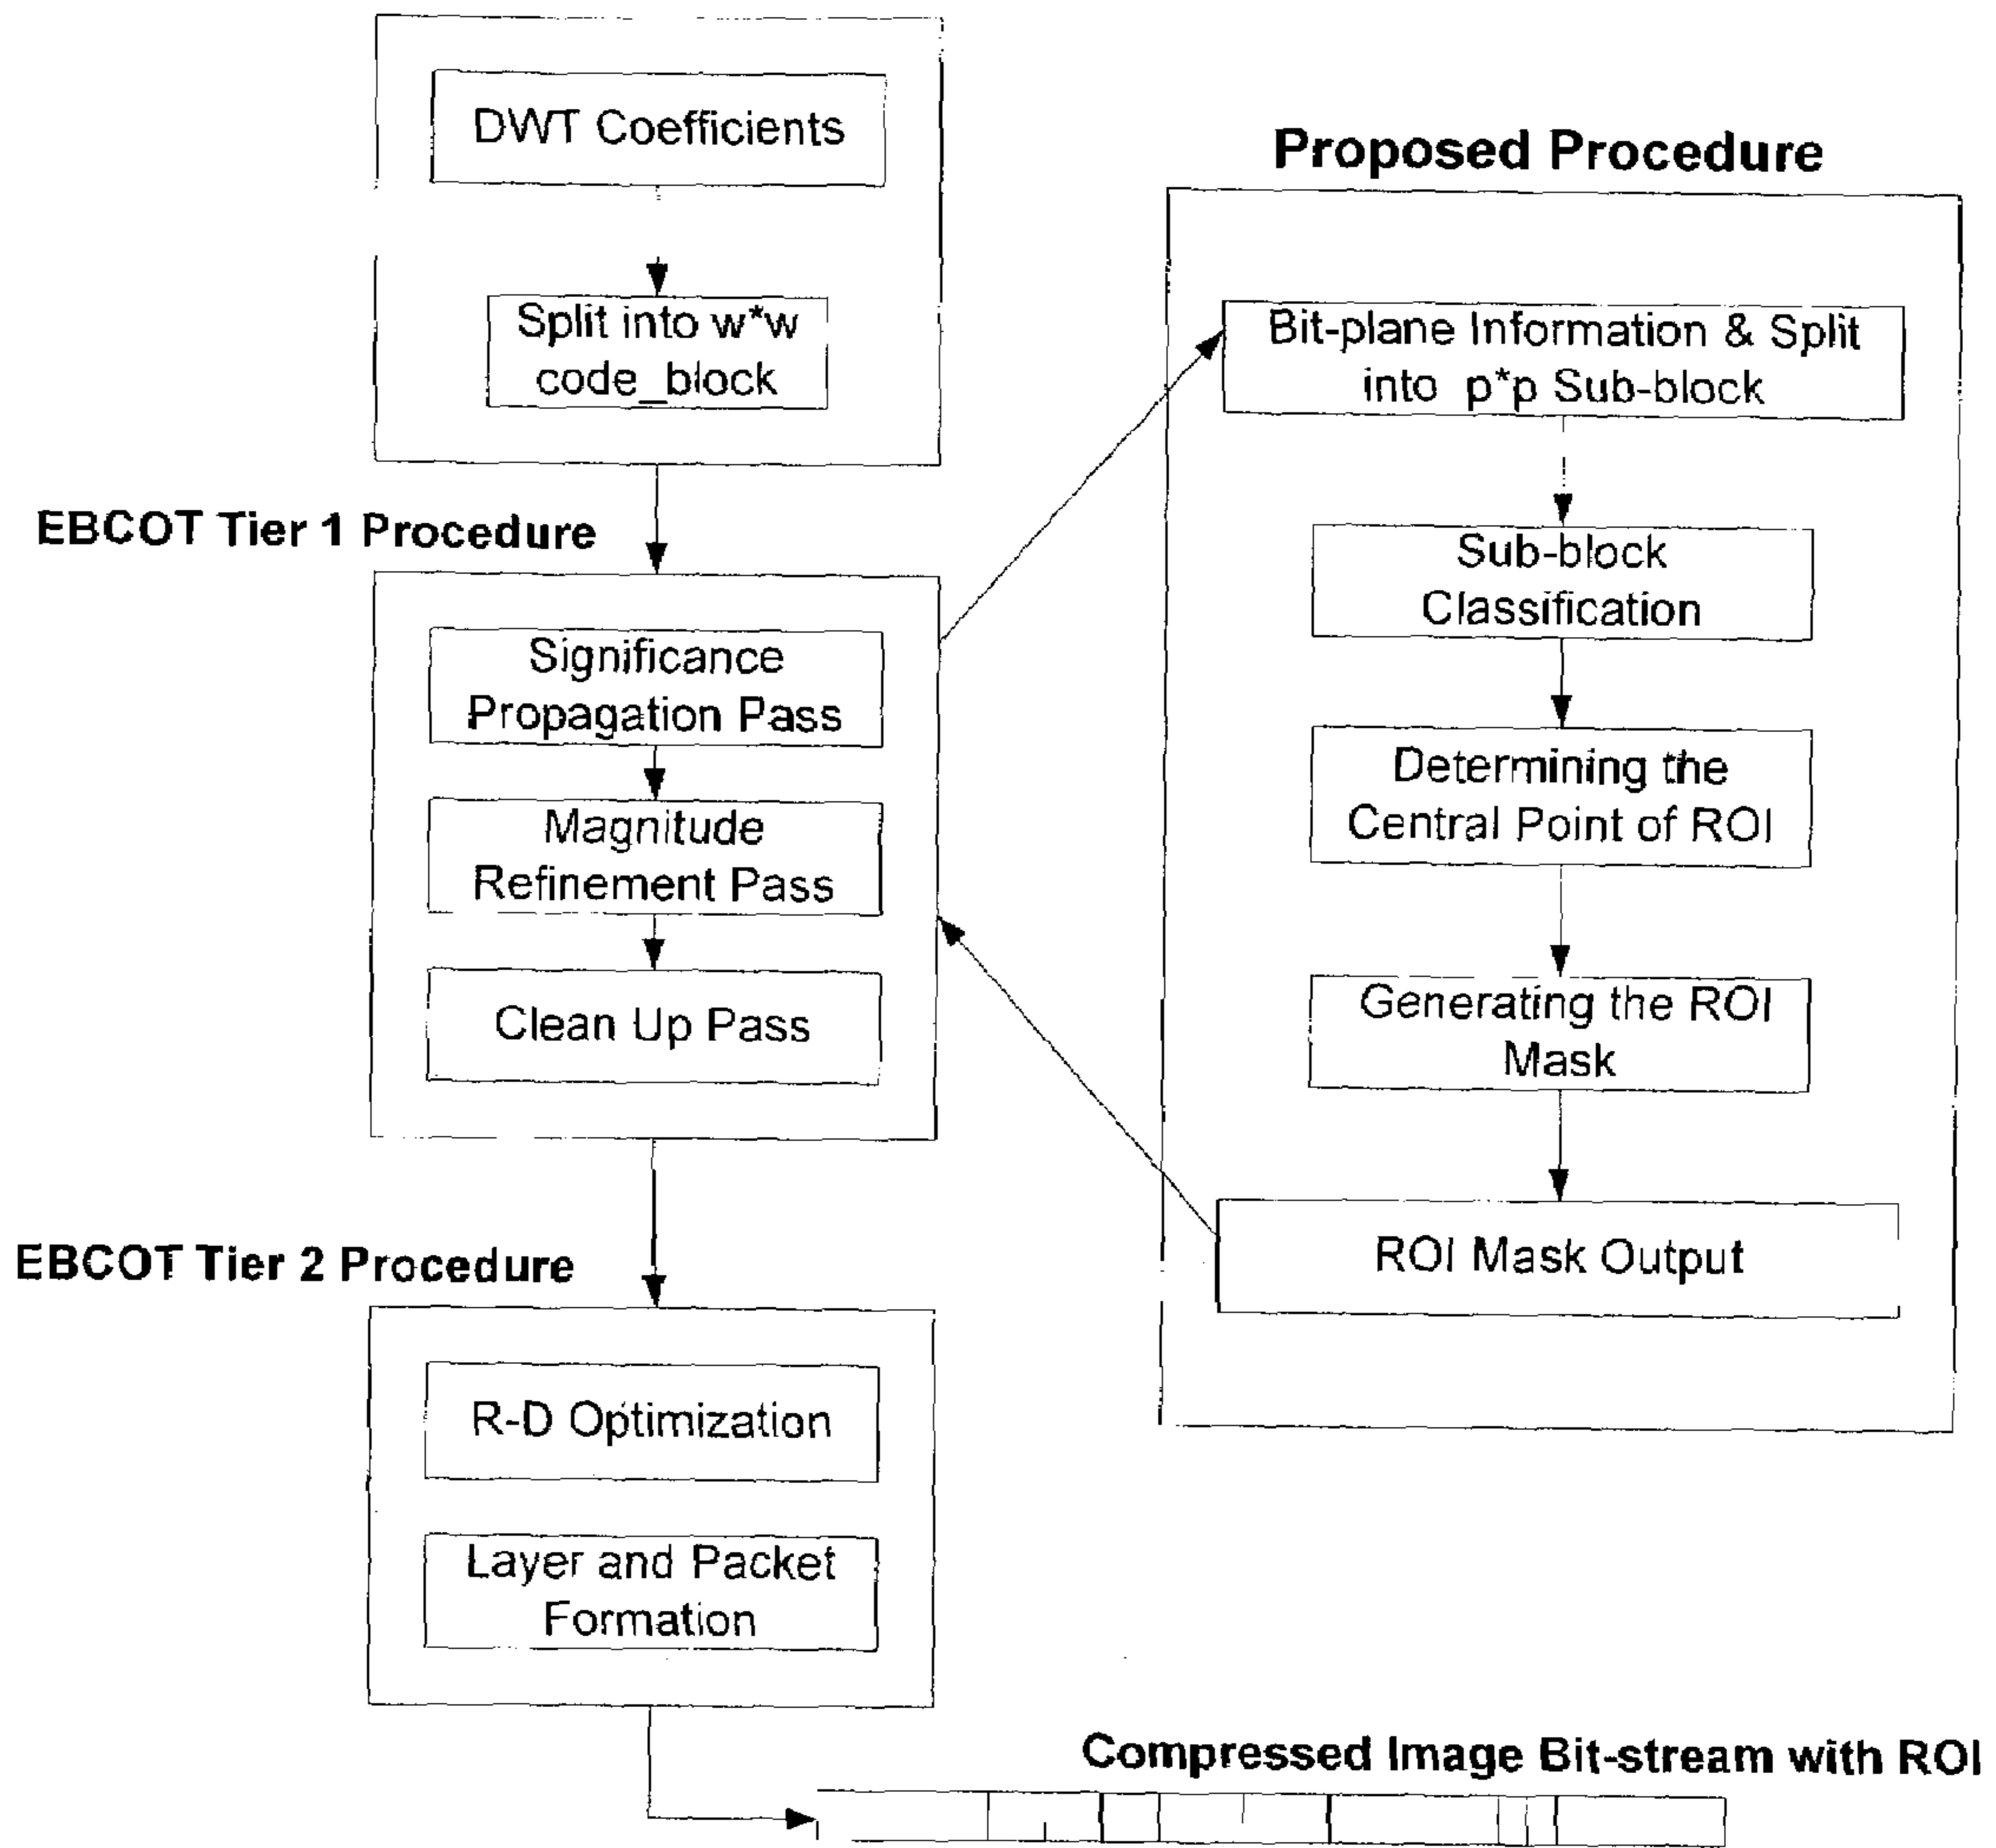 DWT Coefficients
Split into w*w
code_block
EBCOT Tier 1 Procedure
Significance
Propagation Pass
Magnitude
Refinement Pass
Clean Up Pass
EBCOT Tier 2 Procedure
R-D Optimization
Layer and Packet
Formation
Proposed Procedure
Bit-plane Information & Split
into p*p Sub-block
Sub-block
Classification
Determining the
Central Point of ROI
Generating the ROI
Mask
ROI Mask Output
Compressed Image Bit-stream with ROI